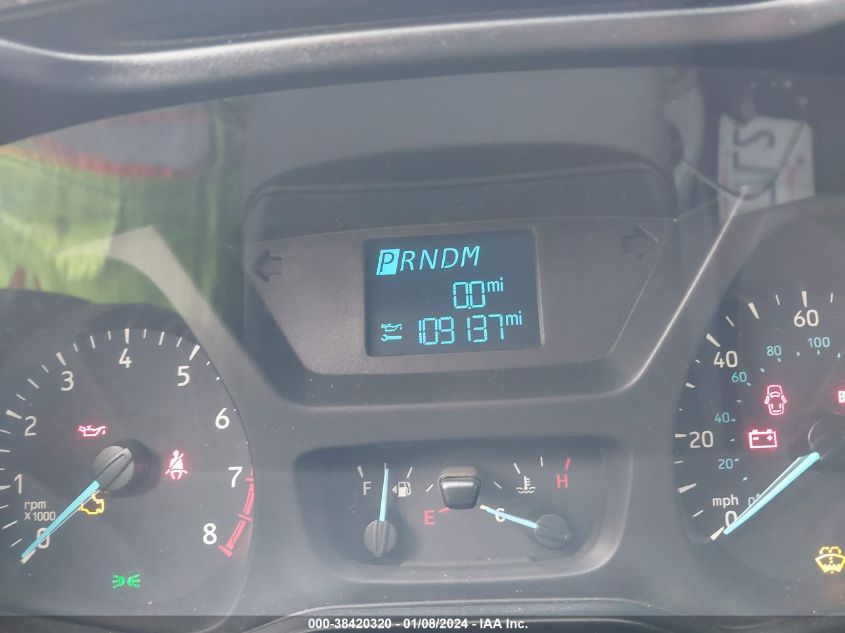 PRNDM
0.0 mi
109137 mi
0 1 2 3 4 5 6 7 8
rpm
x1000
F
E
H
0 20 40 60
mph
20 40 60 80 100
000-38420320 - 01/08/2024 - IAA Inc.